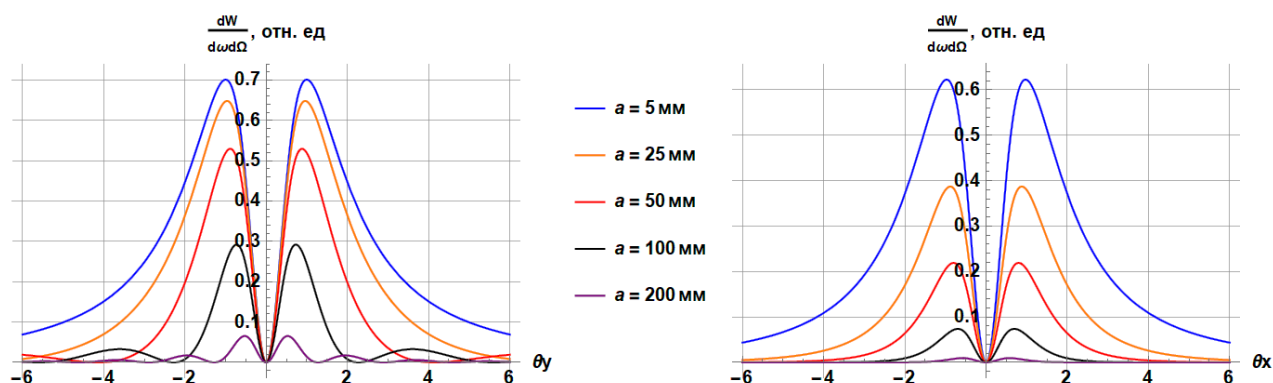 dW
dωdΩ
, отн. ед
0.7
0.6
0.5
0.4
0.3
0.2
0.1
−6
−4
−2
0
2
4
6
θy
a = 5 мм
a = 25 мм
a = 50 мм
a = 100 мм
a = 200 мм
dW
dωdΩ
, отн. ед
0.6
0.5
0.4
0.3
0.2
0.1
−6
−4
−2
0
2
4
6
θx